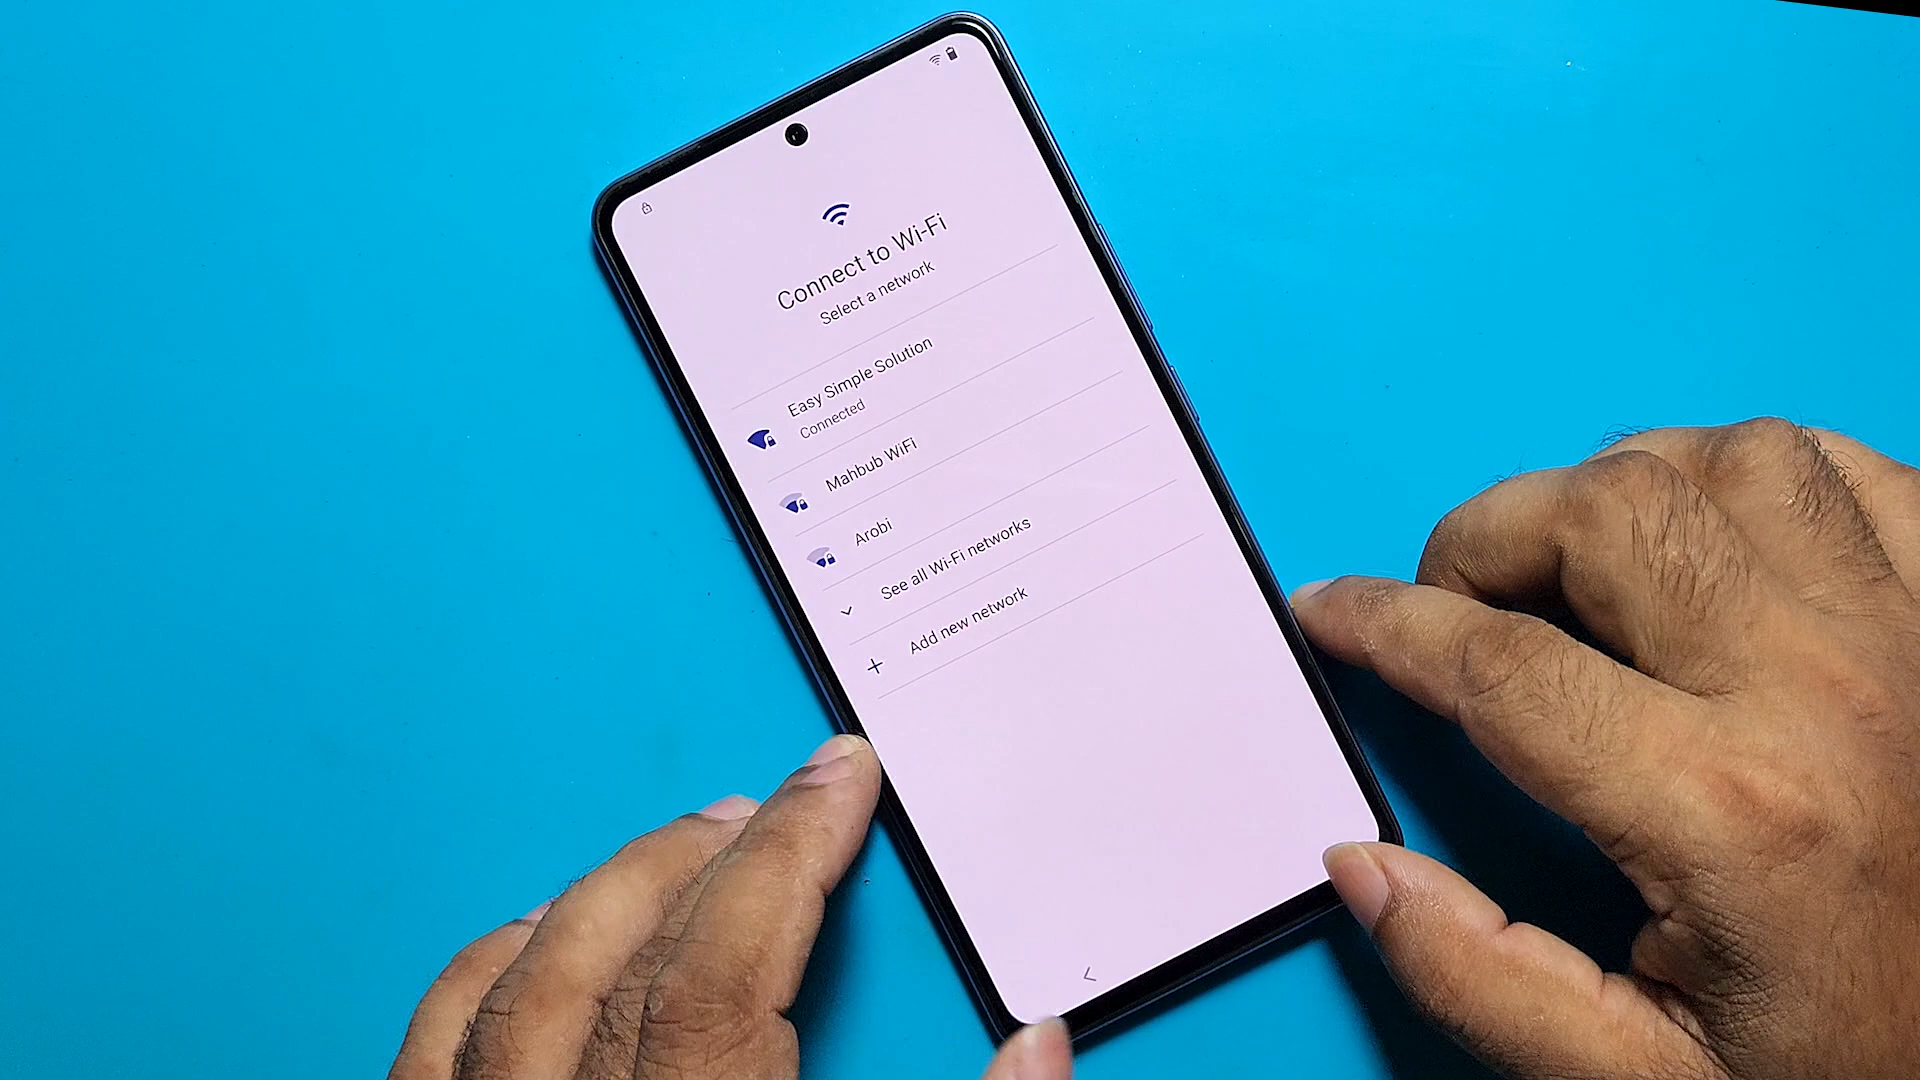 Connect to Wi-Fi
Select a network
Easy Simple Solution
Connected
Mahbub WiFi
Arobi
See all Wi-Fi networks
Add new network